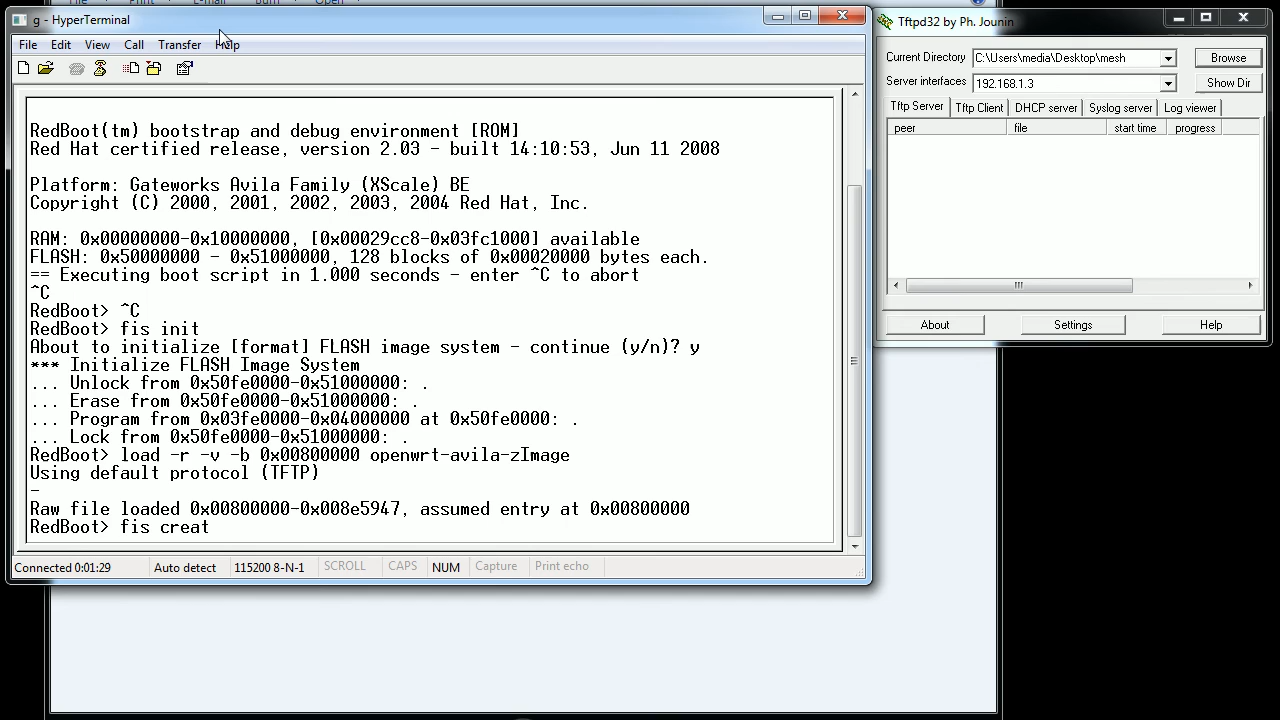 File Print E-mail Burn Open
g - HyperTerminal
File Edit View Call Transfer Help
RedBoot(tm) bootstrap and debug environment [ROM]
Red Hat certified release, version 2.03 - built 14:10:53, Jun 11 2008
Platform: Gateworks Avila Family (XScale) BE
Copyright (C) 2000, 2001, 2002, 2003, 2004 Red Hat, Inc.
RAM: 0x00000000-0x10000000, [0x00029cc8-0x03fc1000] available
FLASH: 0x50000000 - 0x51000000, 128 blocks of 0x00020000 bytes each.
== Executing boot script in 1.000 seconds - enter ^C to abort
^C
RedBoot> ^C
RedBoot> fis init
About to initialize [format] FLASH image system - continue (y/n)? y
*** Initialize FLASH Image System
... Unlock from 0x50fe0000-0x51000000: .
... Erase from 0x50fe0000-0x51000000: .
... Program from 0x03fe0000-0x04000000 at 0x50fe0000: .
... Lock from 0x50fe0000-0x51000000: .
RedBoot> load -r -v -b 0x00800000 openwrt-avila-zImage
Using default protocol (TFTP)
-
Raw file loaded 0x00800000-0x008e5947, assumed entry at 0x00800000
RedBoot> fis creat
Connected 0:01:29 Auto detect 115200 8-N-1 SCROLL CAPS NUM Capture Print echo
Tftpd32 by Ph. Jounin
Current Directory C:\Users\media\Desktop\mesh Browse
Server interfaces 192.168.1.3 Show Dir
Tftp Server Tftp Client DHCP server Syslog server Log viewer
peer file start time progress
About Settings Help